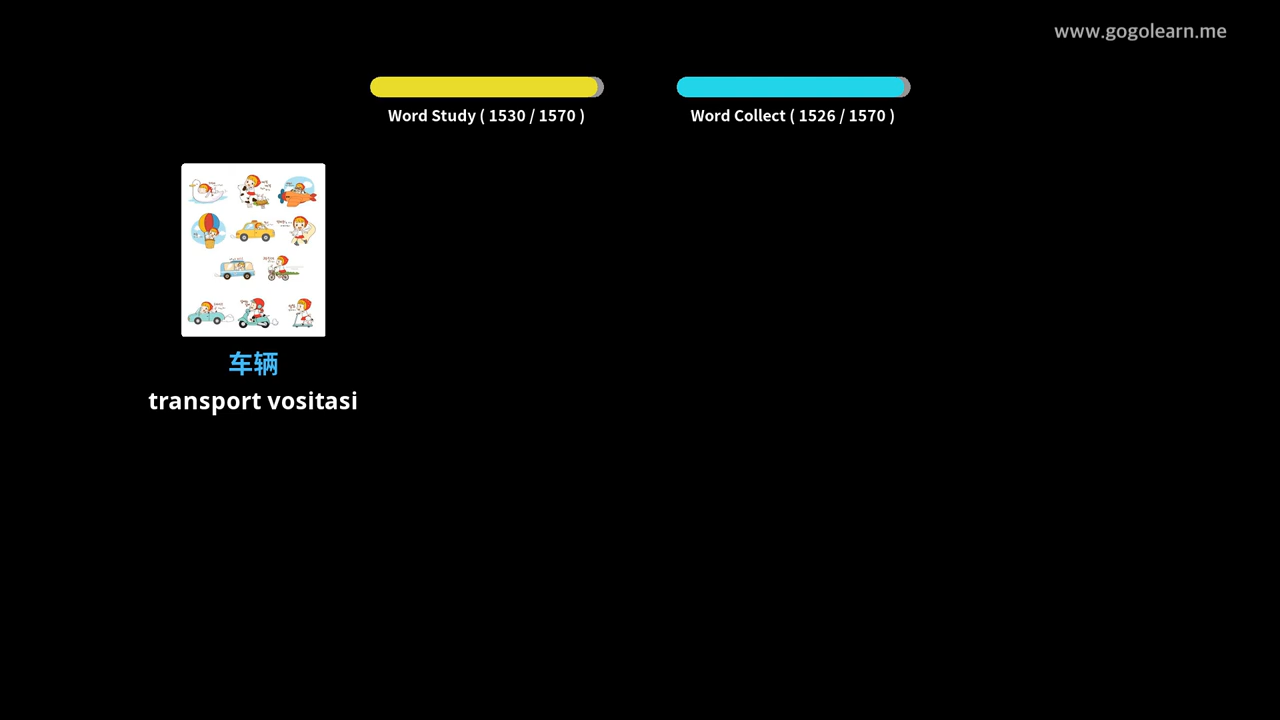 www.gogolearn.me
Word Study ( 1530 / 1570 )
Word Collect ( 1526 / 1570 )
车辆
transport vositasi